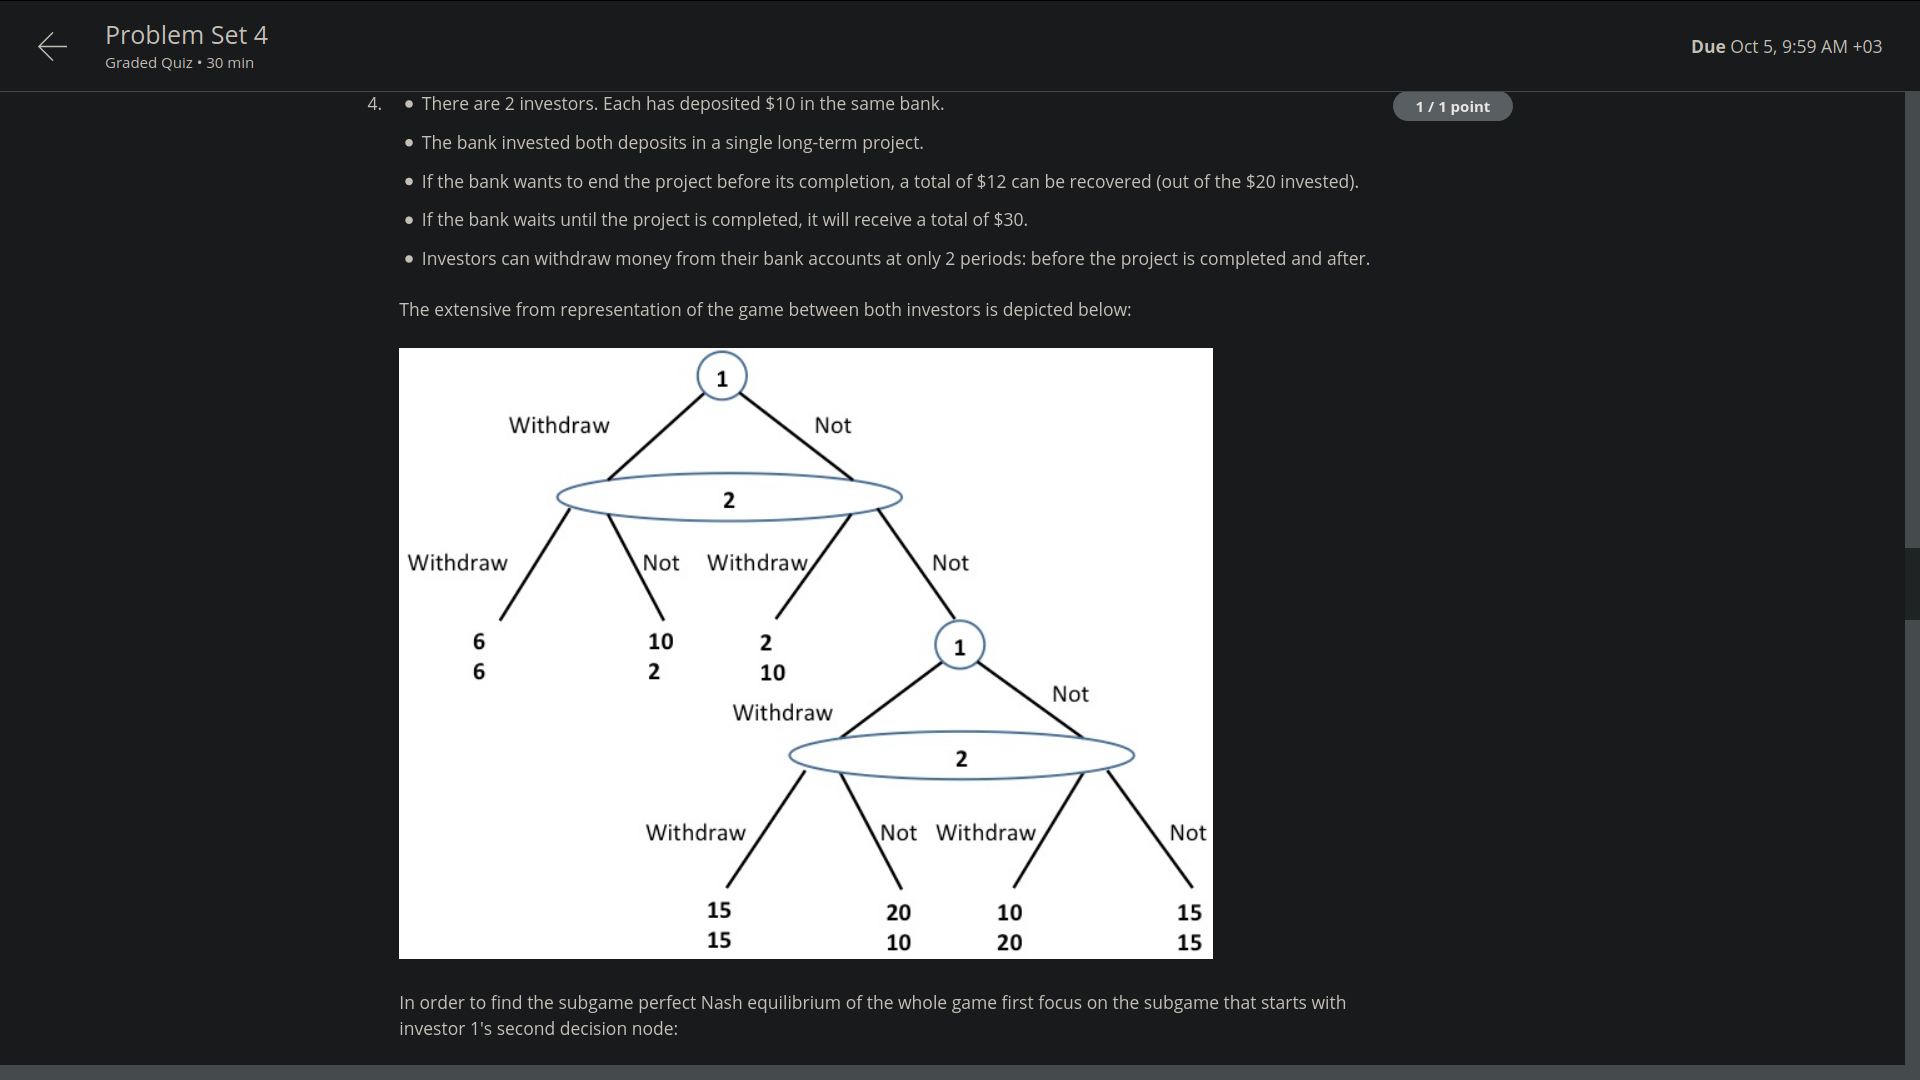 Problem Set 4
Graded Quiz • 30 min
Due Oct 5, 9:59 AM +03
4. • There are 2 investors. Each has deposited $10 in the same bank.
1 / 1 point
• The bank invested both deposits in a single long-term project.
• If the bank wants to end the project before its completion, a total of $12 can be recovered (out of the $20 invested).
• If the bank waits until the project is completed, it will receive a total of $30.
• Investors can withdraw money from their bank accounts at only 2 periods: before the project is completed and after.
The extensive from representation of the game between both investors is depicted below:
1
Withdraw Not
2
Withdraw Not Withdraw Not
6 10 2
6 2 10
1
Withdraw Not
2
Withdraw Not Withdraw Not
15 20 10 15
15 10 20 15
In order to find the subgame perfect Nash equilibrium of the whole game first focus on the subgame that starts with
investor 1's second decision node: